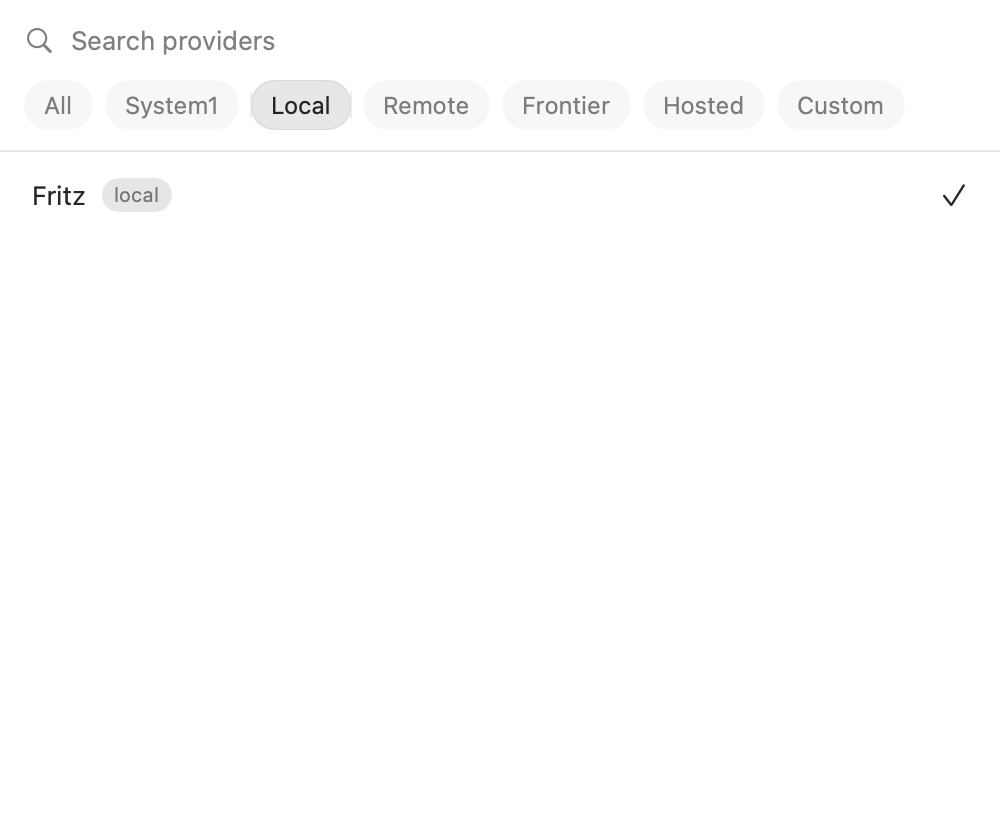 Search providers
All System1 Local Remote Frontier Hosted Custom
Fritz local